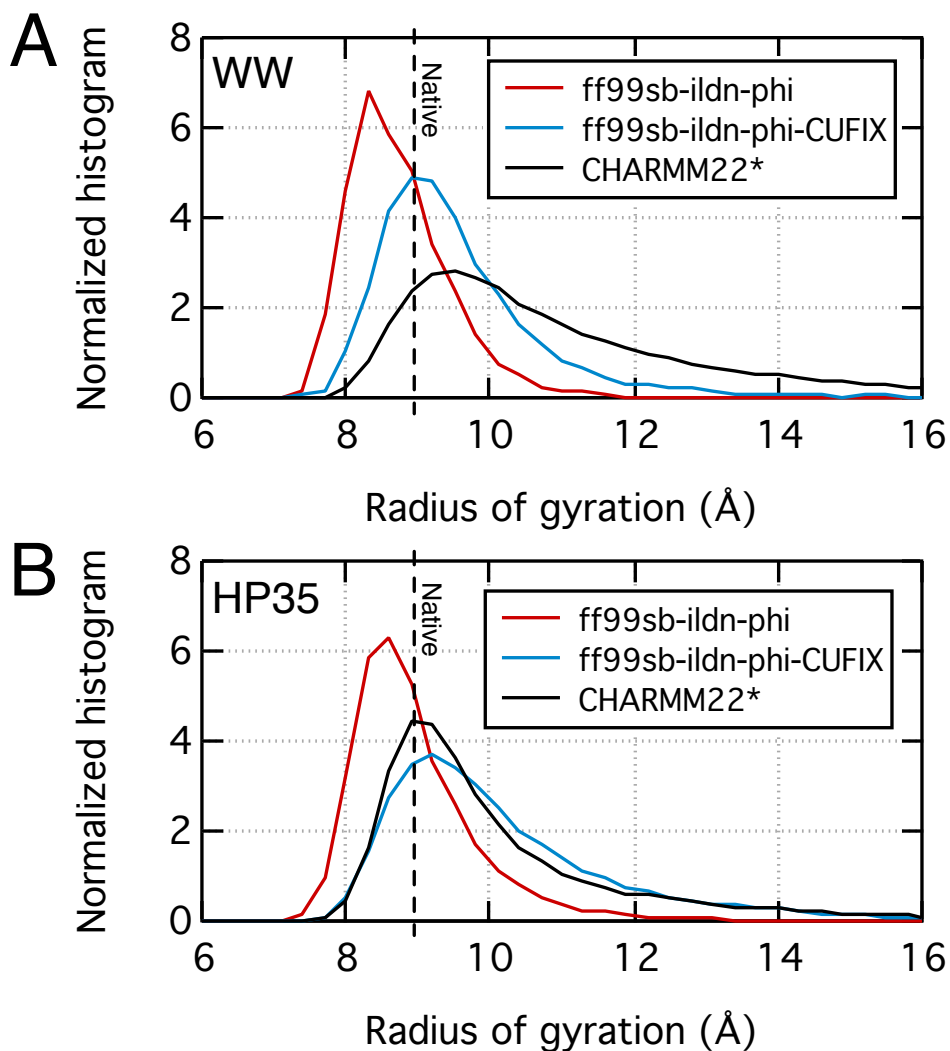 A
WW
Native
ff99sb-ildn-phi
ff99sb-ildn-phi-CUFIX
CHARMM22*
Normalized histogram
8
6
4
2
0
6 8 10 12 14 16
Radius of gyration (Å)
B
HP35
Native
ff99sb-ildn-phi
ff99sb-ildn-phi-CUFIX
CHARMM22*
Normalized histogram
8
6
4
2
0
6 8 10 12 14 16
Radius of gyration (Å)